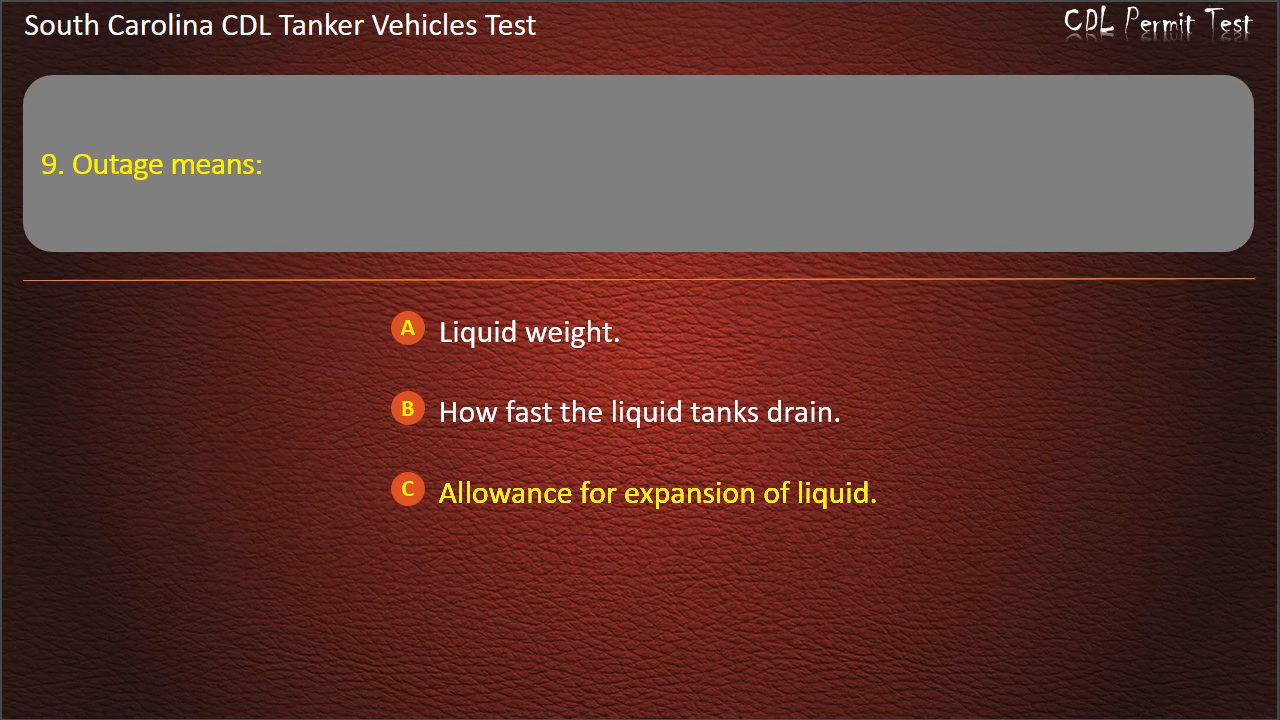 South Carolina CDL Tanker Vehicles Test
CDL Permit Test
9. Outage means:
A Liquid weight.
B How fast the liquid tanks drain.
C Allowance for expansion of liquid.